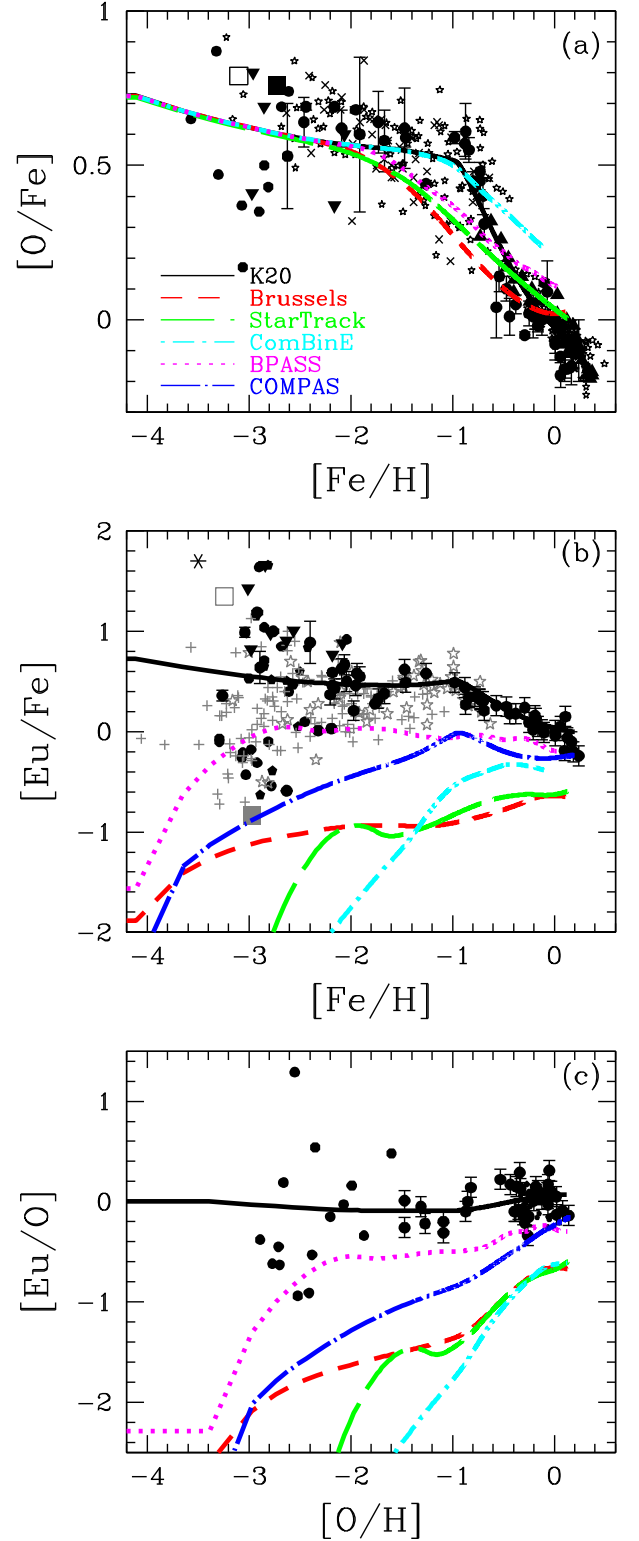 1
(a)
0.5
[O/Fe]
0
K20
Brussels
StarTrack
ComBinE
BPASS
COMPAS
-4 -3 -2 -1 0
[Fe/H]
2
(b)
1
[Eu/Fe]
0
-1
-2
-4 -3 -2 -1 0
[Fe/H]
(c)
1
[Eu/O]
0
-1
-2
-4 -3 -2 -1 0
[O/H]